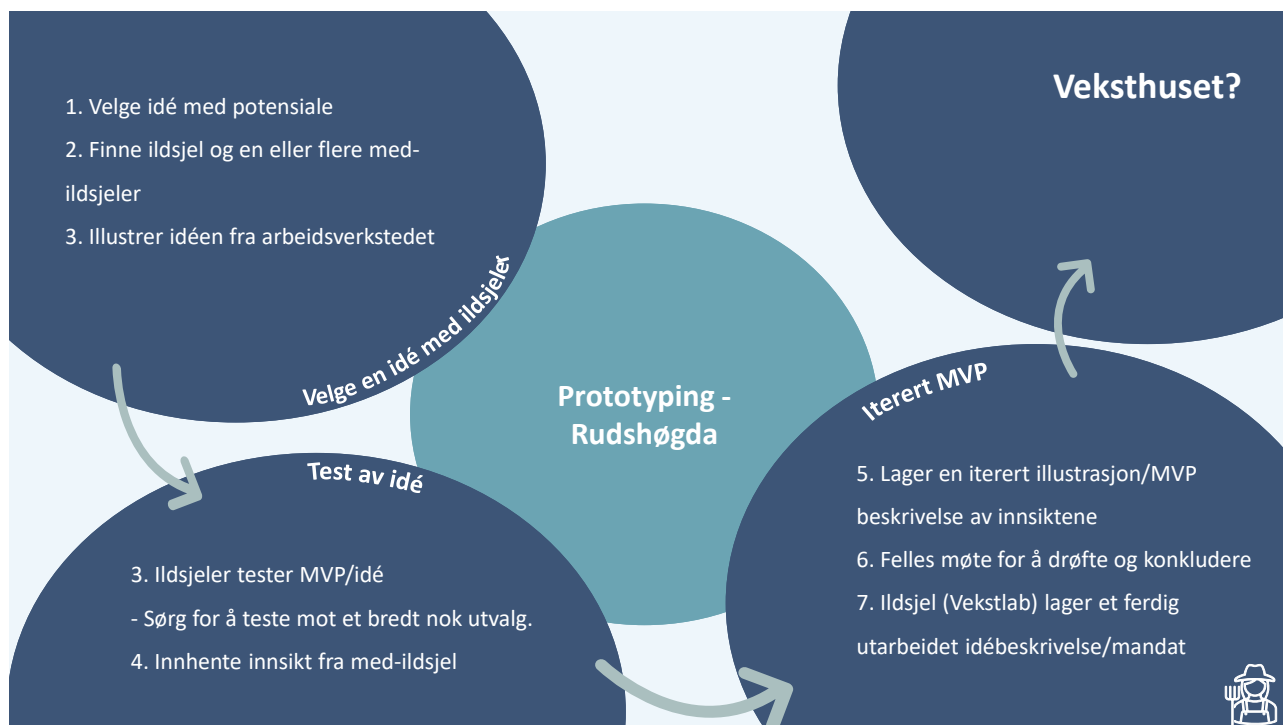 1. Velge idé med potensiale
2. Finne ildsjel og en eller flere med-
ildsjeler
3. Illustrer idéen fra arbeidsverkstedet
Velge en idé med ildsjeler
Test av idé
3. Ildsjeler tester MVP/idé
- Sørg for å teste mot et bredt nok utvalg.
4. Innhente innsikt fra med-ildsjel
Prototyping -
Rudshøgda
Iterert MVP
5. Lager en iterert illustrasjon/MVP
beskrivelse av innsiktene
6. Felles møte for å drøfte og konkludere
7. Ildsjel (Vekstlab) lager et ferdig
utarbeidet idébeskrivelse/mandat
Veksthuset?